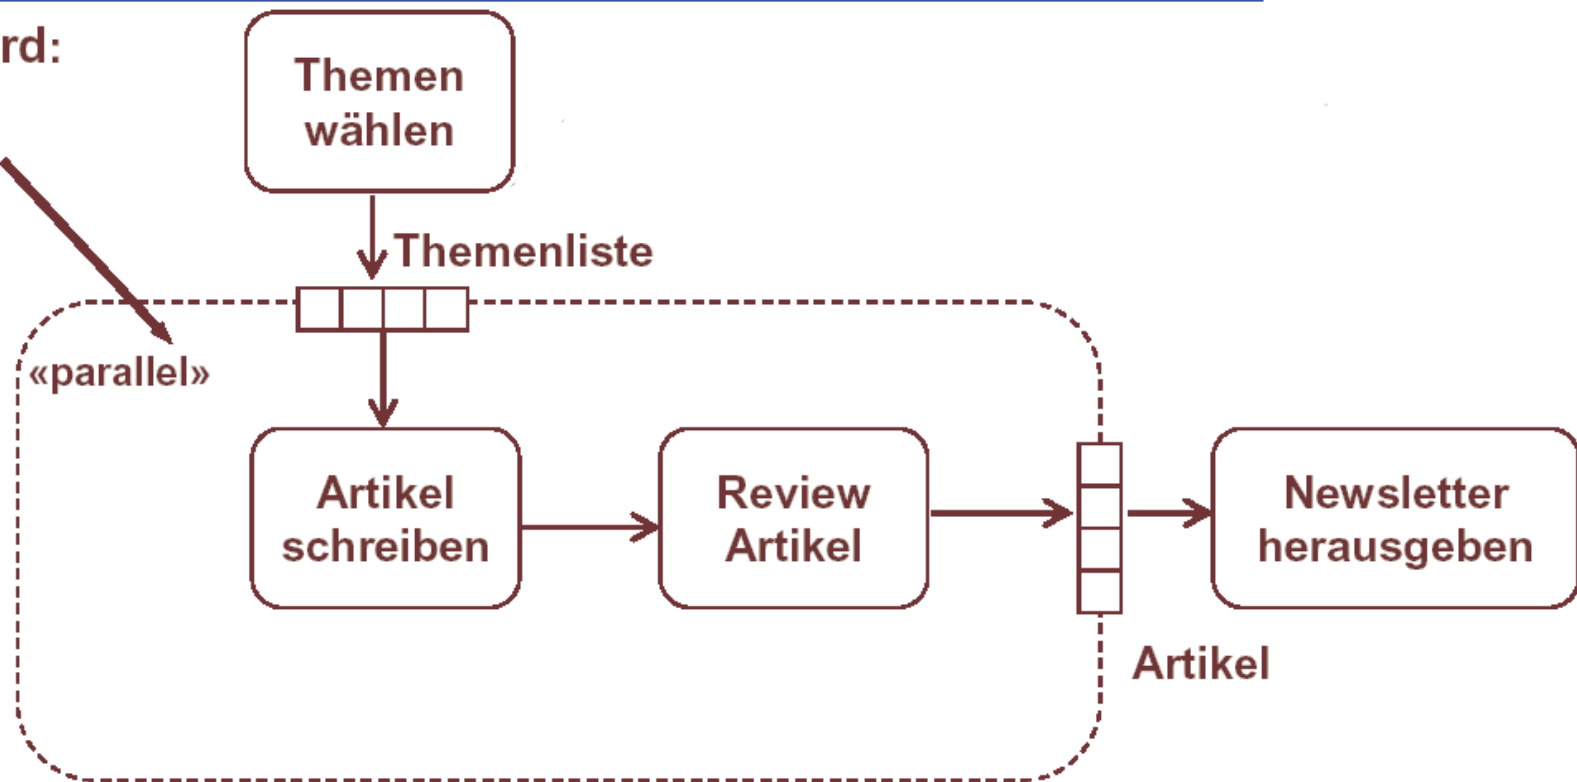 rd:
Themen
wählen
Themenliste
«parallel»
Artikel
schreiben
Review
Artikel
Newsletter
herausgeben
Artikel